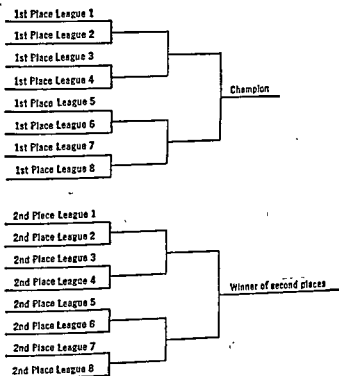 1st Place League 1
1st Place League 2
1st Place League 3
1st Place League 4
1st Place League 5
1st Place League 6
1st Place League 7
1st Place League 8
Champion
2nd Place League 1
2nd Place League 2
2nd Place League 3
2nd Place League 4
2nd Place League 5
2nd Place League 6
2nd Place League 7
2nd Place League 8
Winner of second places